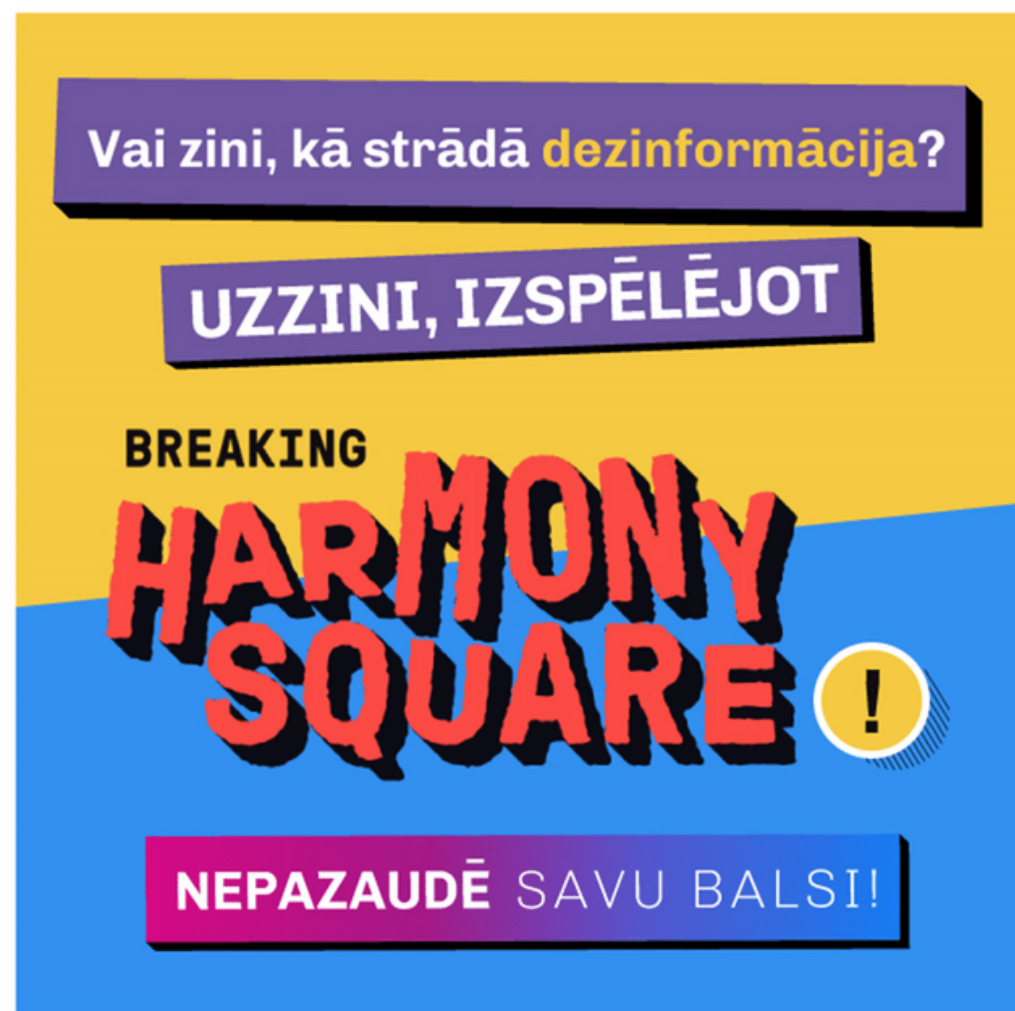 Vai zini, kā strādā dezinformācija?
UZZINI, IZSPĒLĒJOT
BREAKING
HARMONY
SQUARE
!
NEPAZAUDĒ SAVU BALSI!